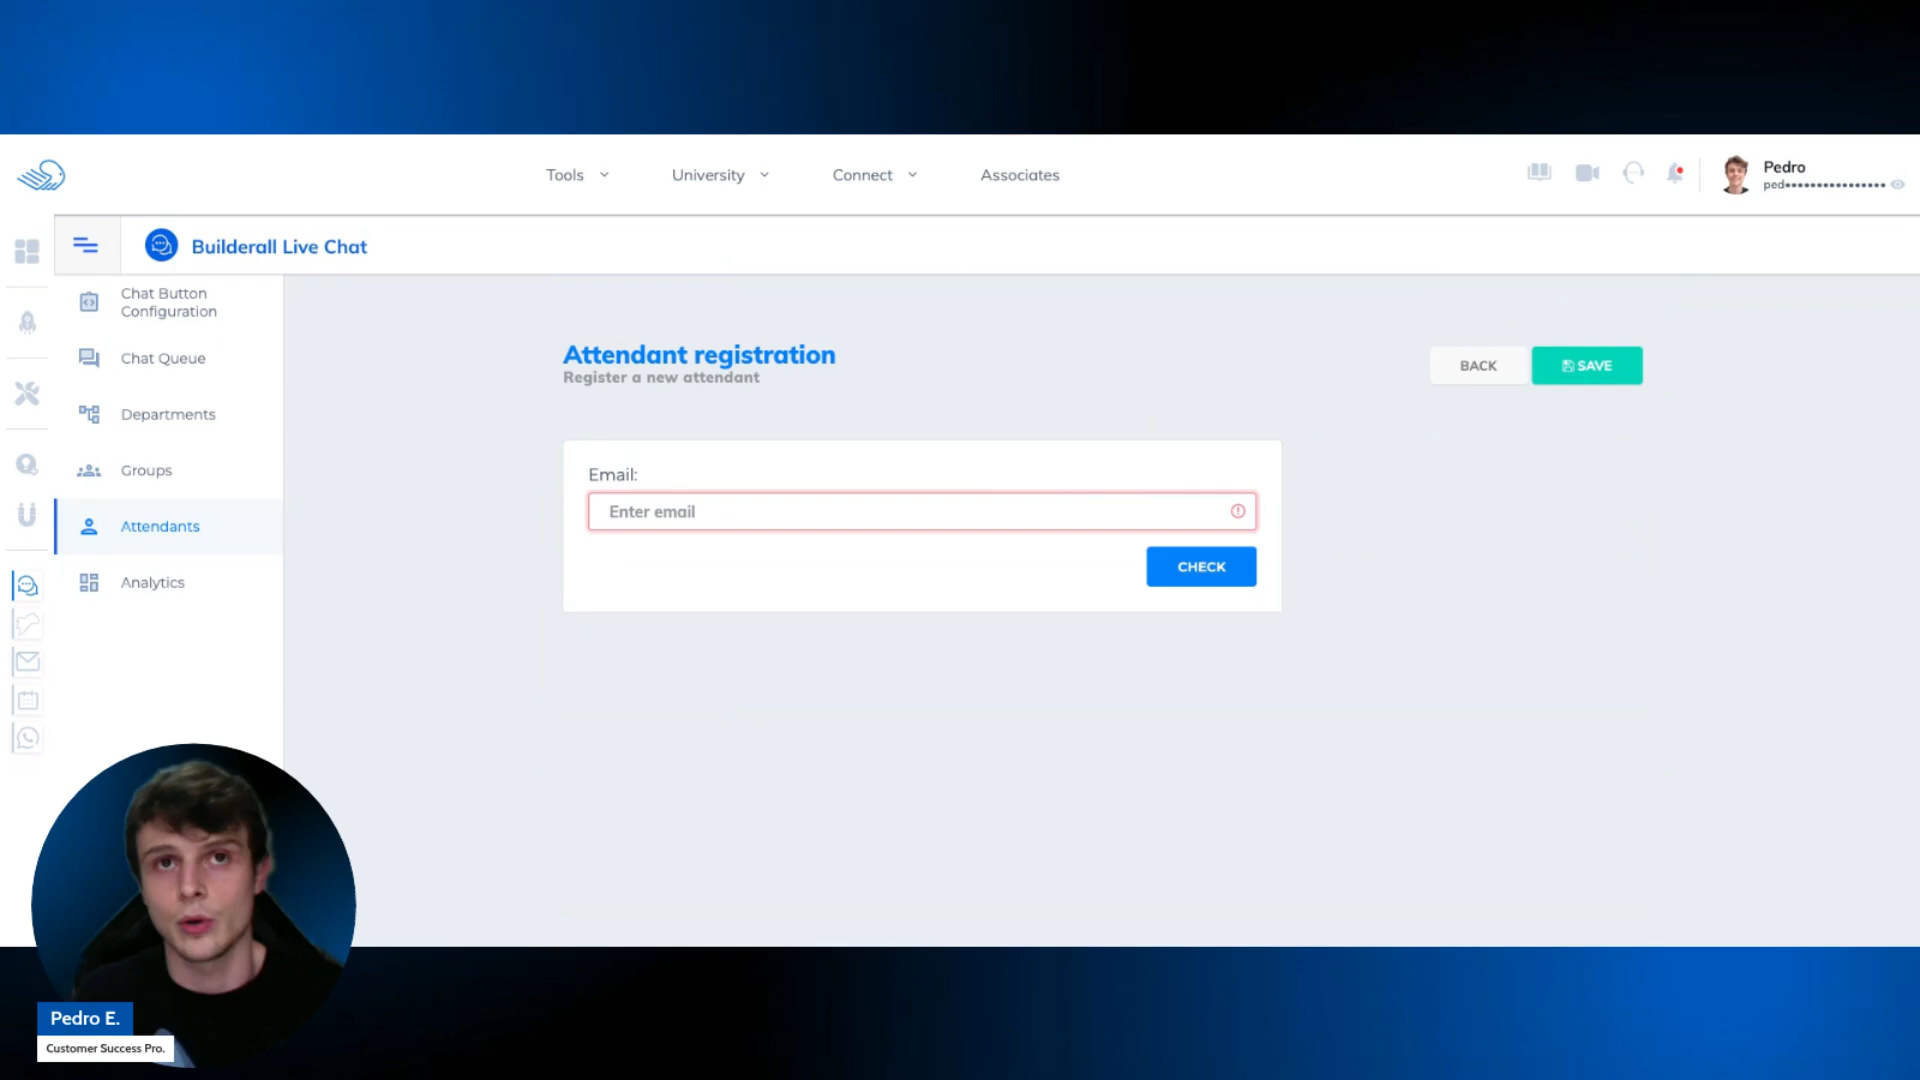 Tools
University
Connect
Associates
Pedro
ped••••••••••••••••
Builderall Live Chat
Chat Button
Configuration
Chat Queue
Departments
Groups
Attendants
Analytics
Attendant registration
Register a new attendant
BACK
SAVE
Email:
Enter email
CHECK
Pedro E.
Customer Success Pro.